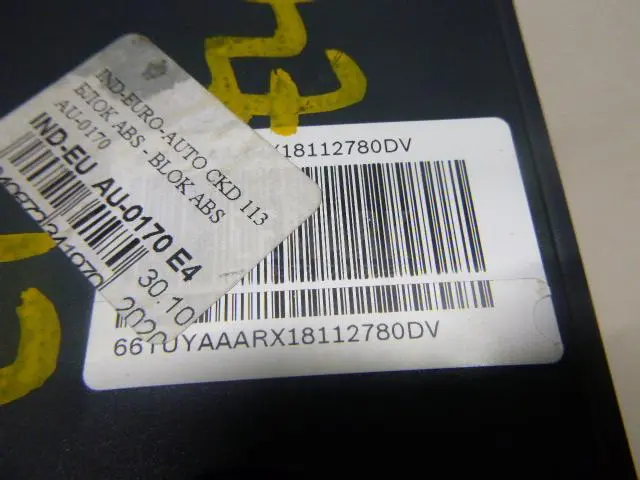 IND-EURO-AUTO CKD 113
БЛОК ABS - BLOK ABS
AU-0170
IND-EU AU-0170 E4
30.10
2020
X18112780DV
66TUYAAARX18112780DV